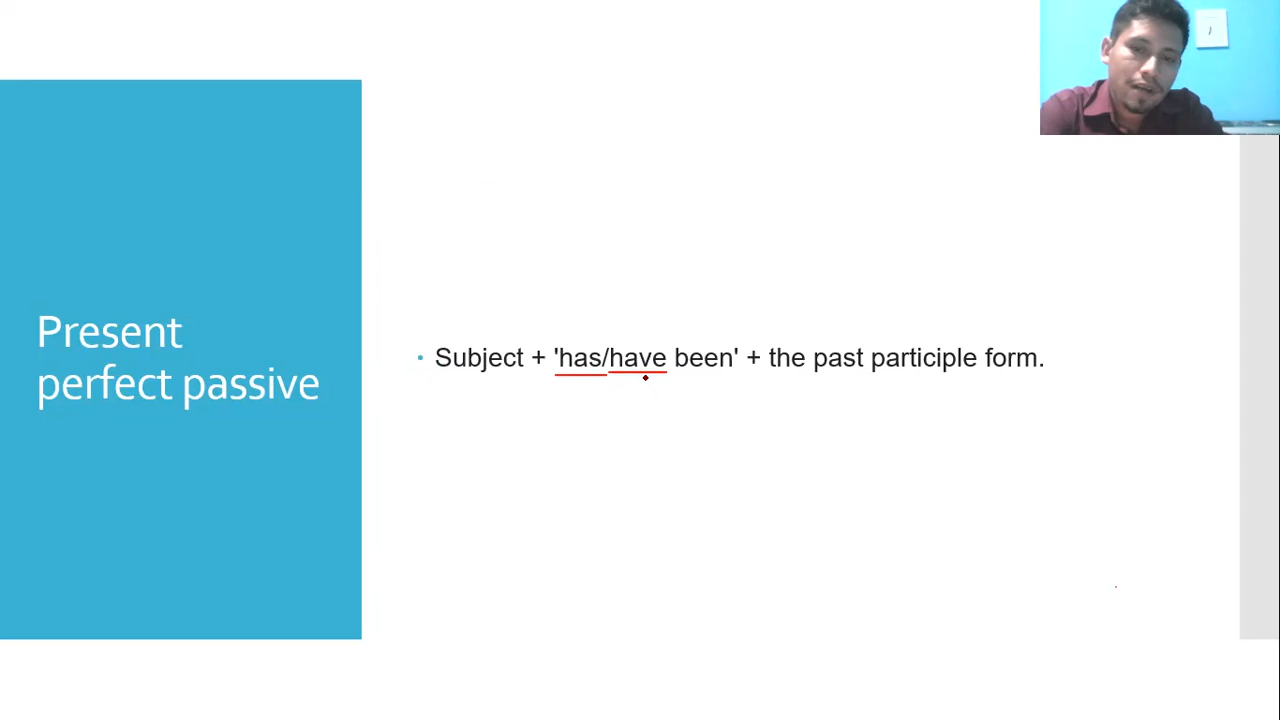 Present
perfect passive
• Subject + 'has/have been' + the past participle form.